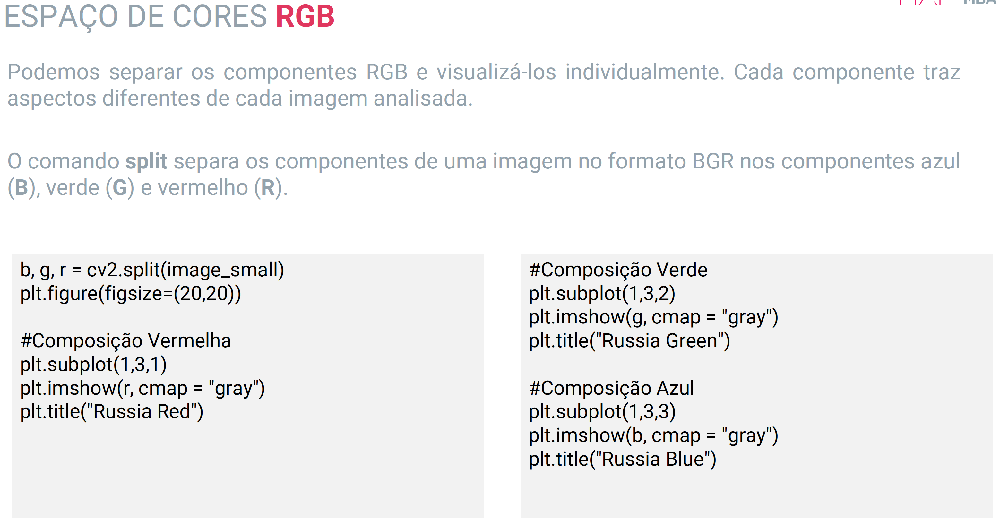 ESPAÇO DE CORES RGB
MBA
Podemos separar os componentes RGB e visualizá-los individualmente. Cada componente traz
aspectos diferentes de cada imagem analisada.
O comando split separa os componentes de uma imagem no formato BGR nos componentes azul
(B), verde (G) e vermelho (R).
b, g, r = cv2.split(image_small)
plt.figure(figsize=(20,20))
#Composição Vermelha
plt.subplot(1,3,1)
plt.imshow(r, cmap = "gray")
plt.title("Russia Red")
#Composição Verde
plt.subplot(1,3,2)
plt.imshow(g, cmap = "gray")
plt.title("Russia Green")
#Composição Azul
plt.subplot(1,3,3)
plt.imshow(b, cmap = "gray")
plt.title("Russia Blue")